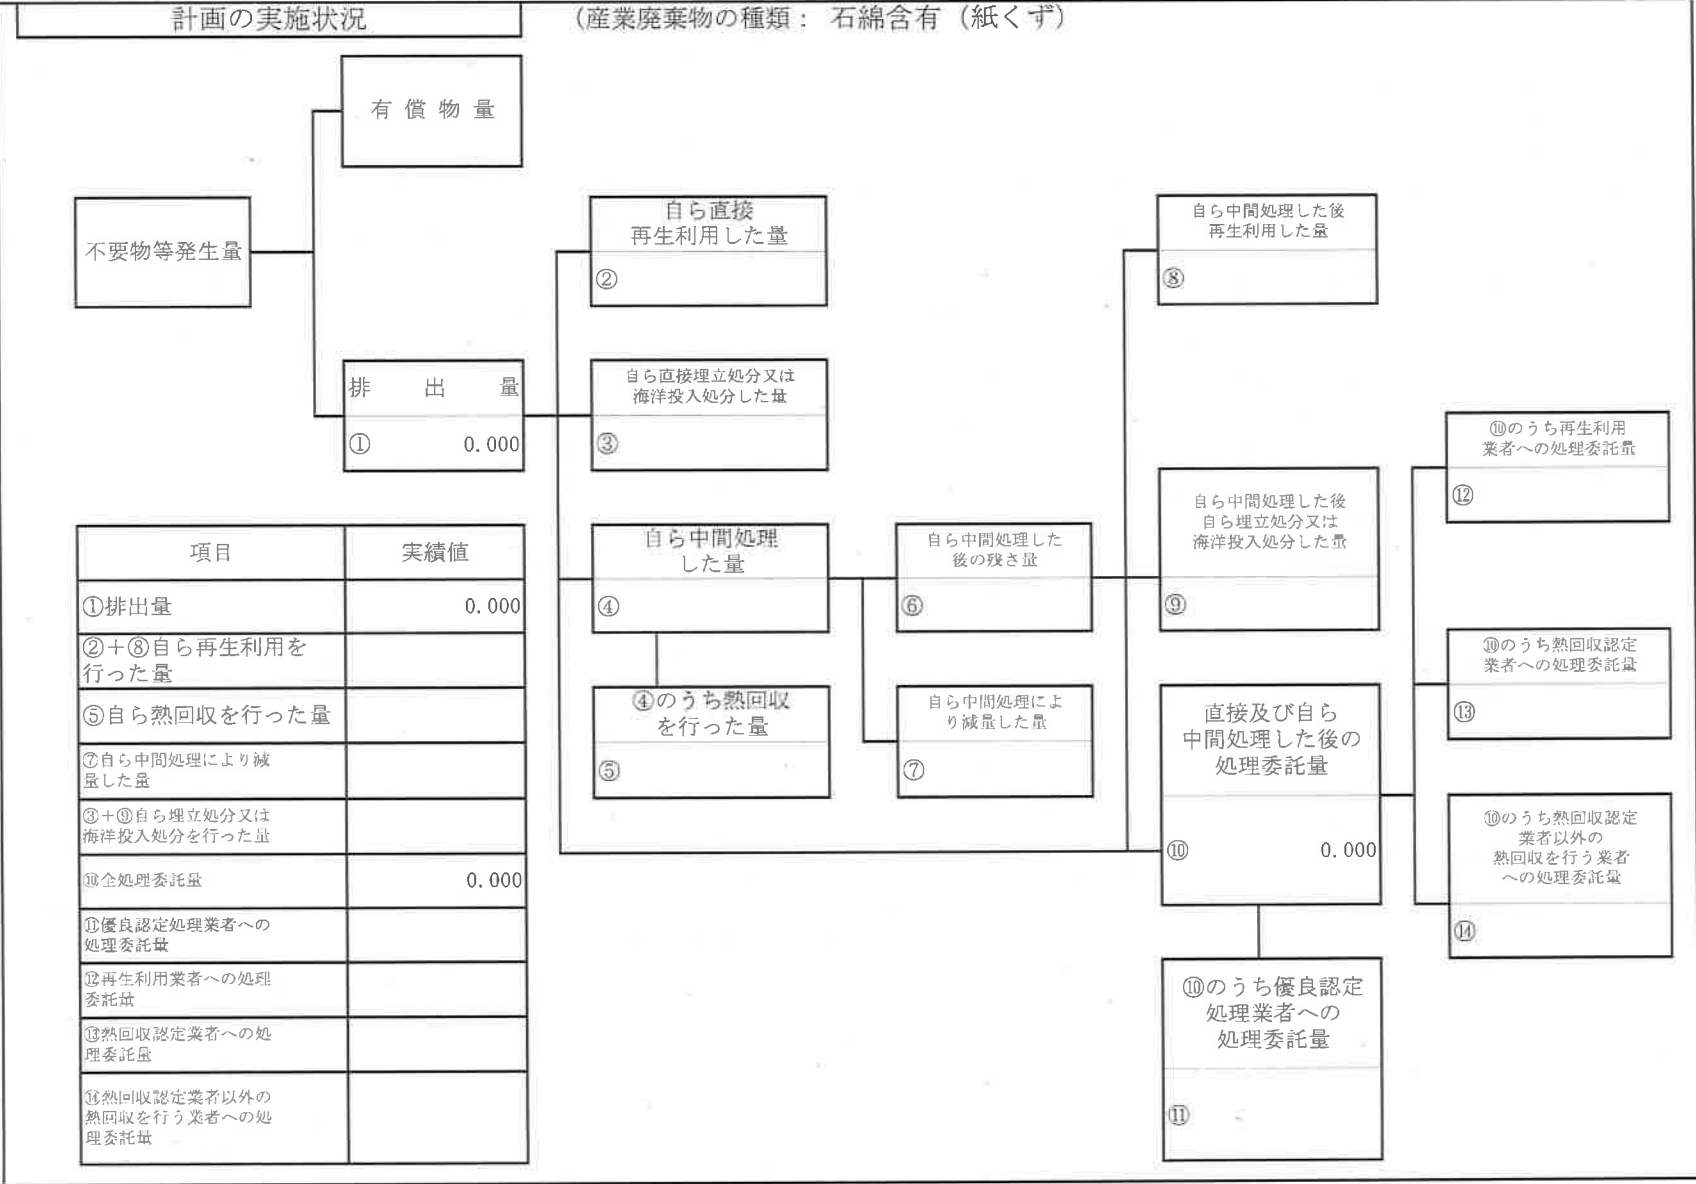 計画の実施状況
(産業廃棄物の種類： 石綿含有（紙くず）
有償物量
不要物等発生量
排出量
① 0.000
自ら直接
再生利用した量
②
自ら直接埋立処分又は
海洋投入処分した量
③
自ら中間処理
した量
④
④のうち熱回収
を行った量
⑤
自ら中間処理した
後の残さ量
⑥
自ら中間処理によ
り減量した量
⑦
自ら中間処理した後
再生利用した量
⑧
自ら中間処理した後
自ら埋立処分又は
海洋投入処分した量
⑨
直接及び自ら
中間処理した後の
処理委託量
⑩ 0.000
⑩のうち優良認定
処理業者への
処理委託量
⑪
⑩のうち再生利用
業者への処理委託量
⑫
⑩のうち熱回収認定
業者への処理委託量
⑬
⑩のうち熱回収認定
業者以外の
熱回収を行う業者
への処理委託量
⑭
項目 実績値
①排出量 0.000
②＋⑧自ら再生利用を
行った量
⑤自ら熱回収を行った量
⑦自ら中間処理により減
量した量
③＋⑨自ら埋立処分又は
海洋投入処分を行った量
⑩全処理委託量 0.000
⑪優良認定処理業者への
処理委託量
⑫再生利用業者への処理
委託量
⑬熱回収認定業者への処
理委託量
⑭熱回収認定業者以外の
熱回収を行う業者への処
理委託量